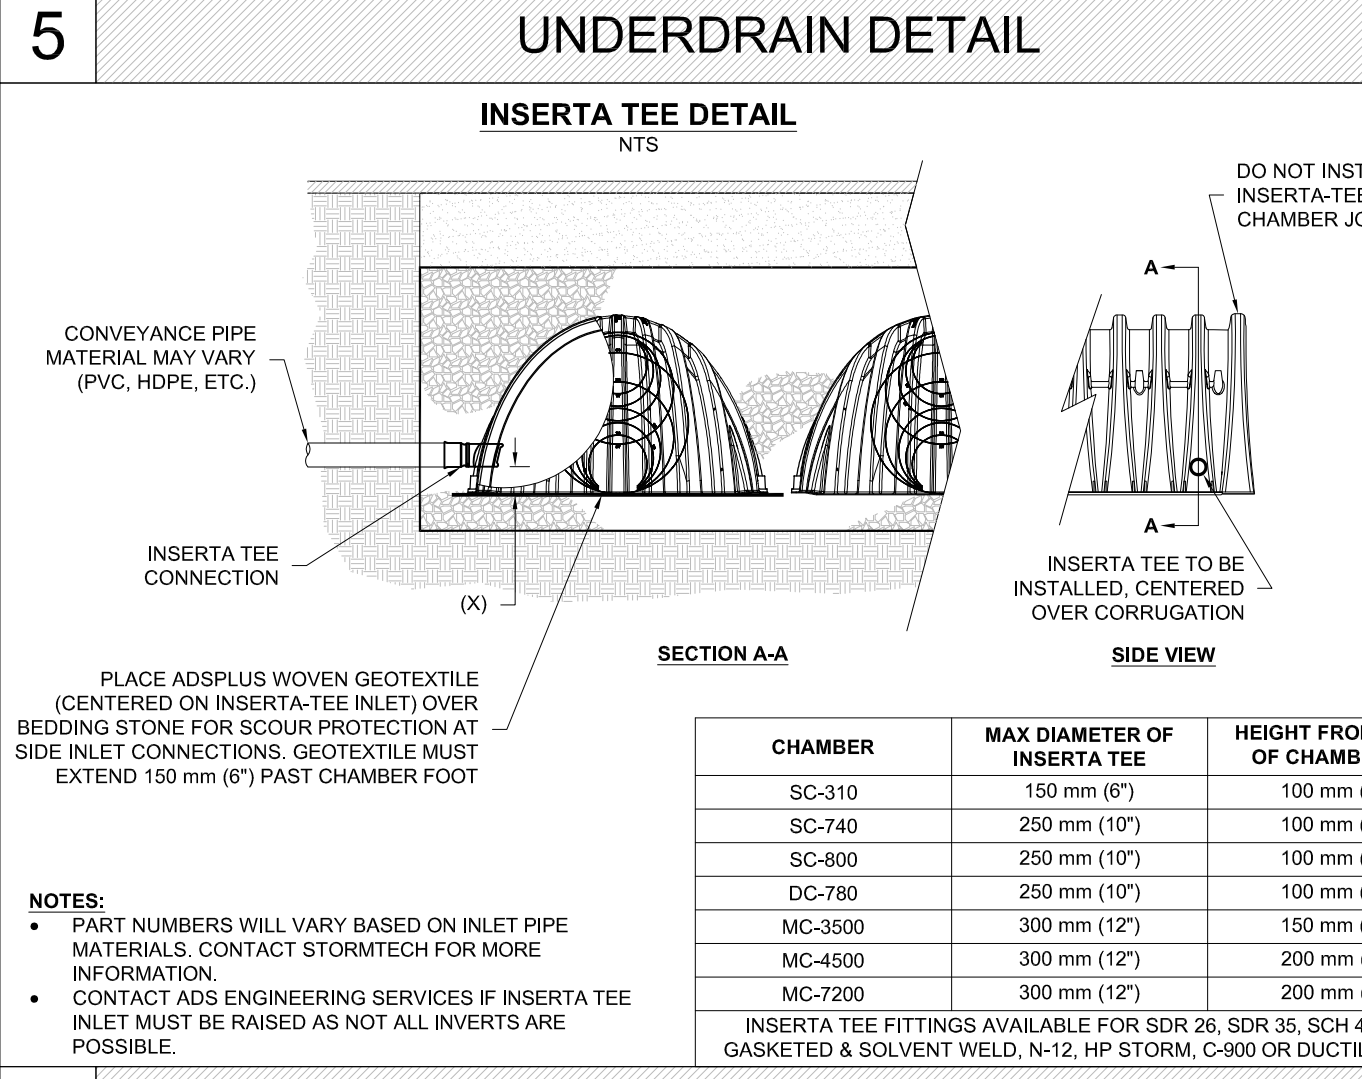 5
UNDERDRAIN DETAIL
INSERTA TEE DETAIL
NTS
DO NOT INST
INSERTA-TEE
CHAMBER JO
A
CONVEYANCE PIPE
MATERIAL MAY VARY
(PVC, HDPE, ETC.)
INSERTA TEE
CONNECTION
(X)
A
INSERTA TEE TO BE
INSTALLED, CENTERED
OVER CORRUGATION
SECTION A-A
SIDE VIEW
PLACE ADSPLUS WOVEN GEOTEXTILE
(CENTERED ON INSERTA-TEE INLET) OVER
BEDDING STONE FOR SCOUR PROTECTION AT
SIDE INLET CONNECTIONS. GEOTEXTILE MUST
EXTEND 150 mm (6") PAST CHAMBER FOOT
CHAMBER MAX DIAMETER OF INSERTA TEE HEIGHT FRO OF CHAMB
SC-310 150 mm (6") 100 mm (
SC-740 250 mm (10") 100 mm (
SC-800 250 mm (10") 100 mm (
DC-780 250 mm (10") 100 mm (
MC-3500 300 mm (12") 150 mm (
MC-4500 300 mm (12") 200 mm (
MC-7200 300 mm (12") 200 mm (
INSERTA TEE FITTINGS AVAILABLE FOR SDR 26, SDR 35, SCH 4
GASKETED & SOLVENT WELD, N-12, HP STORM, C-900 OR DUCTIL
NOTES:
• PART NUMBERS WILL VARY BASED ON INLET PIPE
MATERIALS. CONTACT STORMTECH FOR MORE
INFORMATION.
• CONTACT ADS ENGINEERING SERVICES IF INSERTA TEE
INLET MUST BE RAISED AS NOT ALL INVERTS ARE
POSSIBLE.